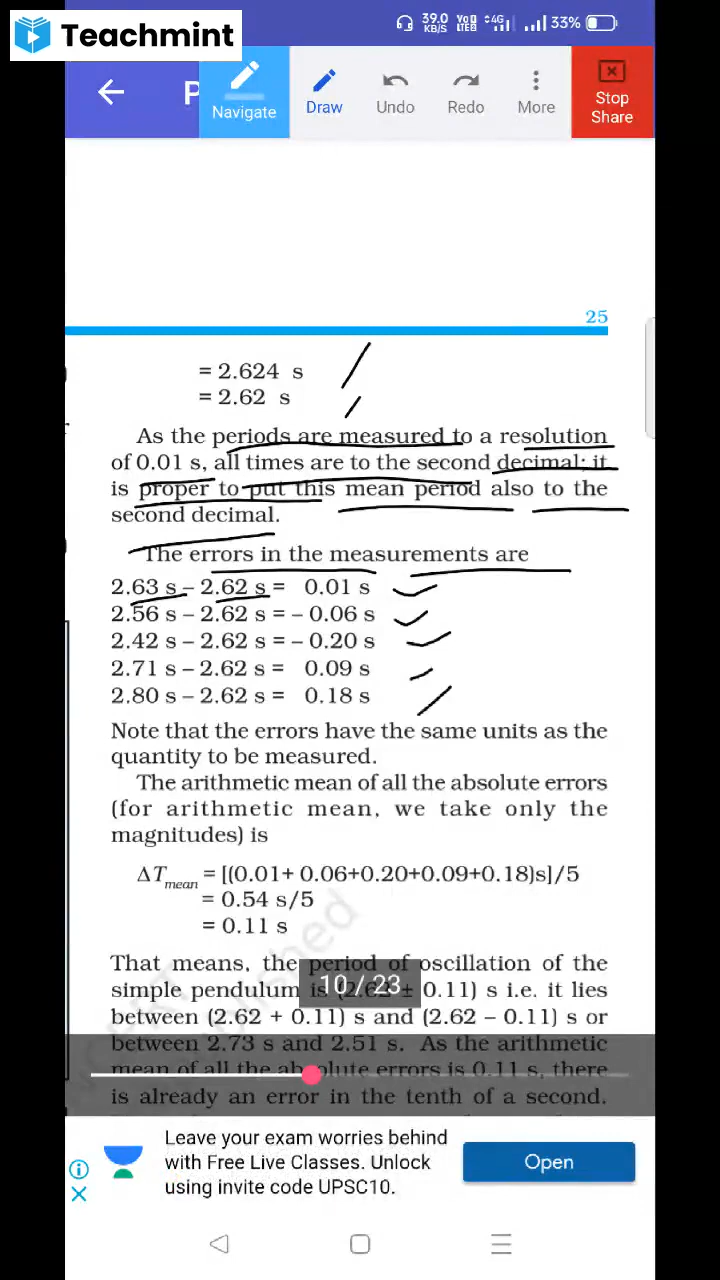 Teachmint
39.0 KB/S Vo LTE2 4G 33%
P
Navigate
Draw
Undo
Redo
More
Stop
Share
25
= 2.624 s
= 2.62 s
As the periods are measured to a resolution
of 0.01 s, all times are to the second decimal; it
is proper to put this mean period also to the
second decimal.
The errors in the measurements are
2.63 s – 2.62 s = 0.01 s
2.56 s – 2.62 s = – 0.06 s
2.42 s – 2.62 s = – 0.20 s
2.71 s – 2.62 s = 0.09 s
2.80 s – 2.62 s = 0.18 s
Note that the errors have the same units as the
quantity to be measured.
The arithmetic mean of all the absolute errors
(for arithmetic mean, we take only the
magnitudes) is
ΔTmean = [(0.01+ 0.06+0.20+0.09+0.18)s]/5
= 0.54 s/5
= 0.11 s
That means, the period of oscillation of the
simple pendulum is (2.62 ± 0.11) s i.e. it lies
10 / 23
between (2.62 + 0.11) s and (2.62 – 0.11) s or
between 2.73 s and 2.51 s. As the arithmetic
mean of all the absolute errors is 0.11 s, there
is already an error in the tenth of a second.
Leave your exam worries behind
with Free Live Classes. Unlock
using invite code UPSC10.
Open